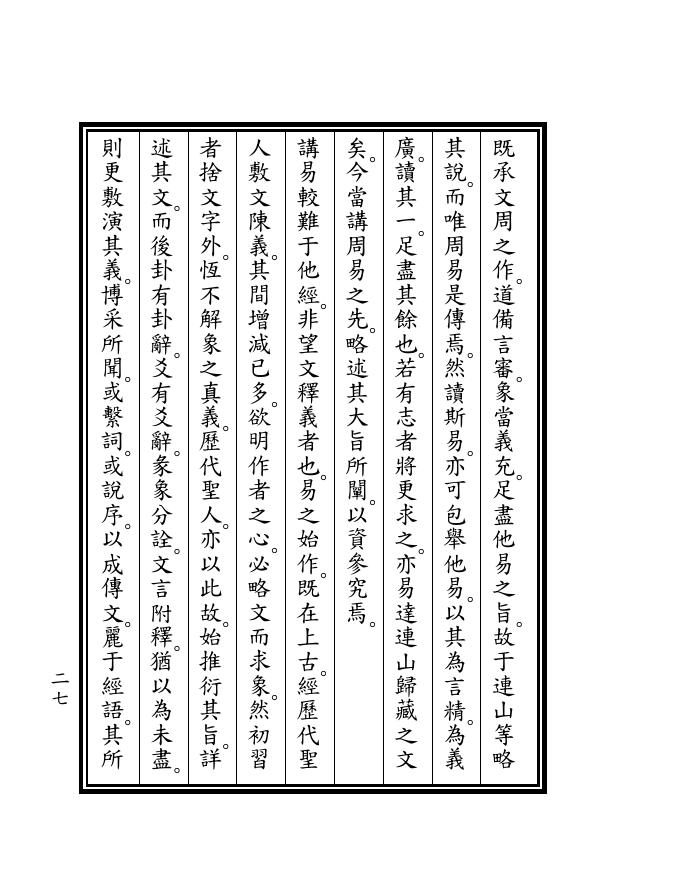 既承文周之作。道備言審。象當義充。足盡他易之旨。故于連山等略
其說。而唯周易是傳焉。然讀斯易。亦可包舉他易。以其為言精。為義
廣。讀其一。足盡其餘也。若有志者將更求之。亦易達連山歸藏之文
矣。今當講周易之先。略述其大旨所闡。以資參究焉。
講易較難于他經。非望文釋義者也。易之始作。既在上古。經歷代聖
人敷文陳義。其間增減已多。欲明作者之心。必略文而求象。然初習
者捨文字外。恆不解象之真義。歷代聖人。亦以此故。始推衍其旨。詳
述其文。而後卦有卦辭。爻有爻辭。彖象分詮。文言附釋。猶以為未盡。
則更敷演其義。博采所聞。或繫詞。或說序。以成傳文。麗于經語。其所
二七